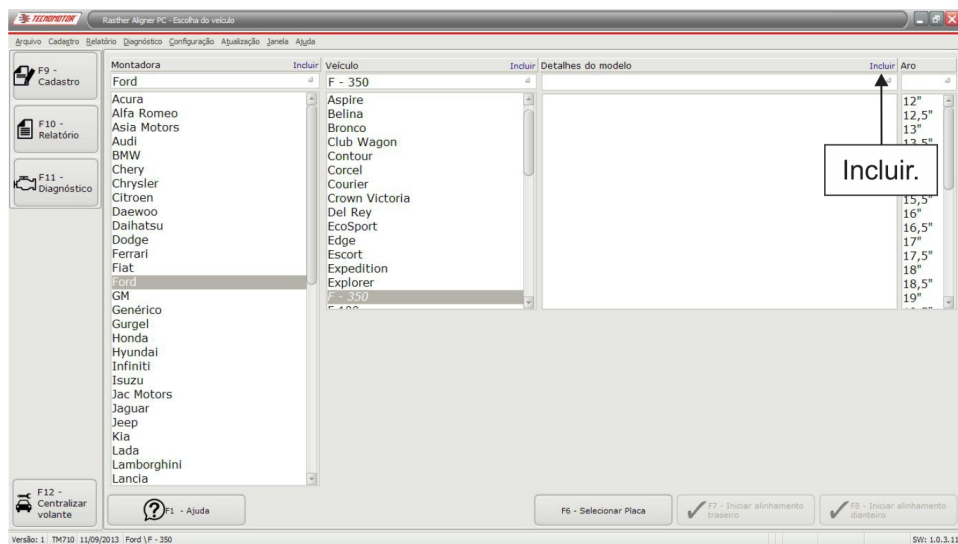 TECNOMOTOR
Rasther Aligner PC - Escolha do veículo
Arquivo Cadastro Relatório Diagnóstico Configuração Atualização Janela Ajuda
F9 -
Cadastro
F10 -
Relatório
F11 -
Diagnóstico
F12 -
Centralizar
volante
Montadora Incluir
Ford
Acura
Alfa Romeo
Asia Motors
Audi
BMW
Chery
Chrysler
Citroen
Daewoo
Daihatsu
Dodge
Ferrari
Fiat
Ford
GM
Genérico
Gurgel
Honda
Hyundai
Infiniti
Isuzu
Jac Motors
Jaguar
Jeep
Kia
Lada
Lamborghini
Lancia
Veículo Incluir
F - 350
Aspire
Belina
Bronco
Club Wagon
Contour
Corcel
Courier
Crown Victoria
Del Rey
EcoSport
Edge
Escort
Expedition
Explorer
F - 350
Detalhes do modelo Incluir
Incluir.
Aro
12"
12,5"
13"
13,5"
15,5"
16"
16,5"
17"
17,5"
18"
18,5"
19"
F1 - Ajuda
F6 - Selecionar Placa
F7 - Iniciar alinhamento
traseiro
F8 - Iniciar alinhamento
dianteiro
Versão: 1 TM710 11/09/2013 Ford \ F - 350
SW: 1.0.3.11